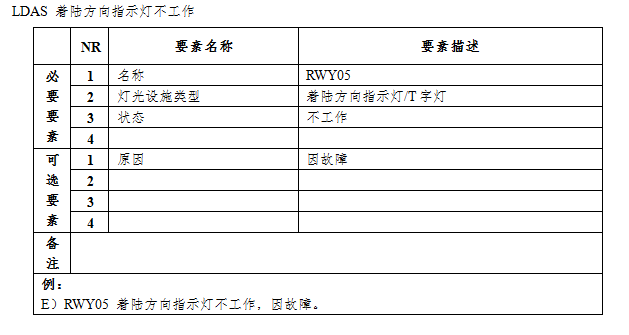 LDAS 着陆方向指示灯不工作
NR 要素名称 要素描述
必要要素
1 名称 RWY05
2 灯光设施类型 着陆方向指示灯/T字灯
3 状态 不工作
4
可选要素
1 原因 因故障
2
3
4
备注
例：
E）RWY05 着陆方向指示灯不工作，因故障。